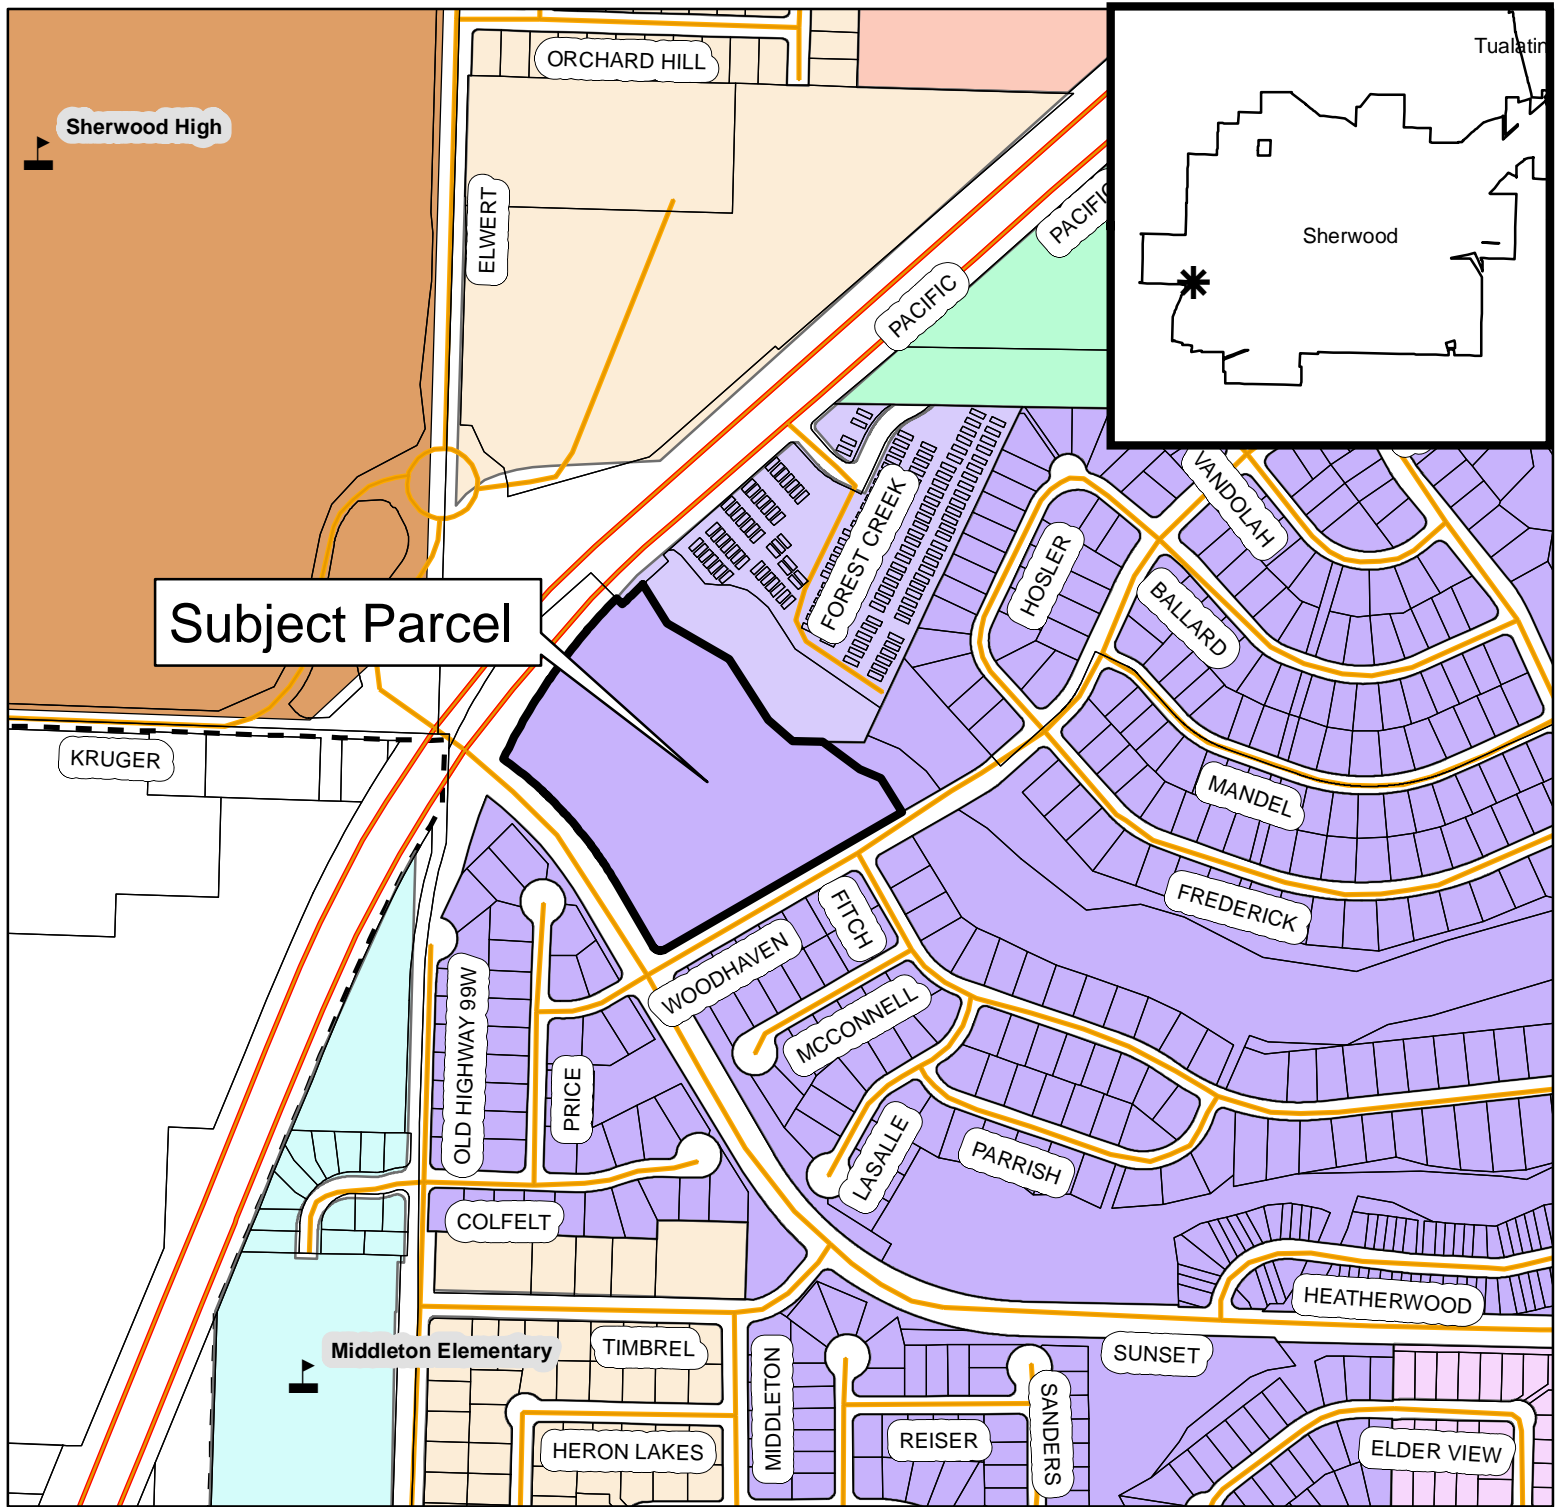 Tualatin
ORCHARD HILL
Sherwood High
ELWERT
PACIFIC
Sherwood
PACIFIC
VANDOLAH
FOREST CREEK
HOSLER
BALLARD
Subject Parcel
KRUGER
MANDEL
FREDERICK
FITCH
WOODHAVEN
OLD HIGHWAY 99W
MCCONNELL
PRICE
LASALLE
PARRISH
COLFELT
HEATHERWOOD
Middleton Elementary
TIMBREL
SUNSET
MIDDLETON
SANDERS
HERON LAKES
REISER
ELDER VIEW